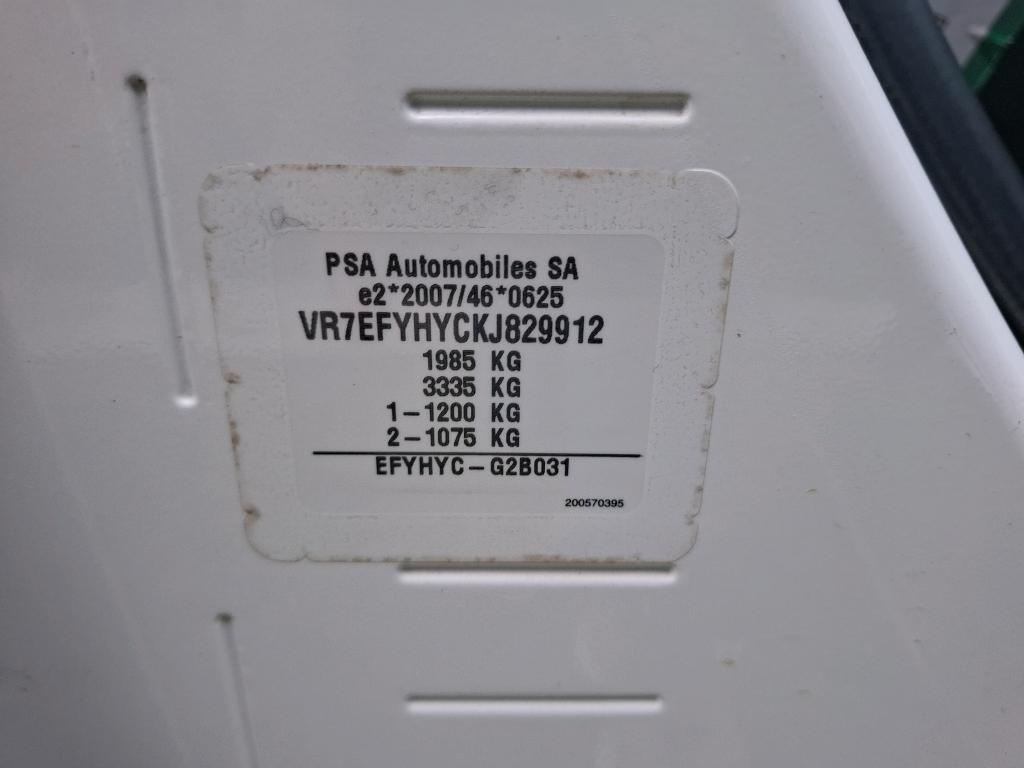 PSA Automobiles SA
e2*2007/46*0625
VR7EFYHYCKJ829912
1985 KG
3335 KG
1-1200 KG
2-1075 KG
EFYHYC-G2B031
200570395